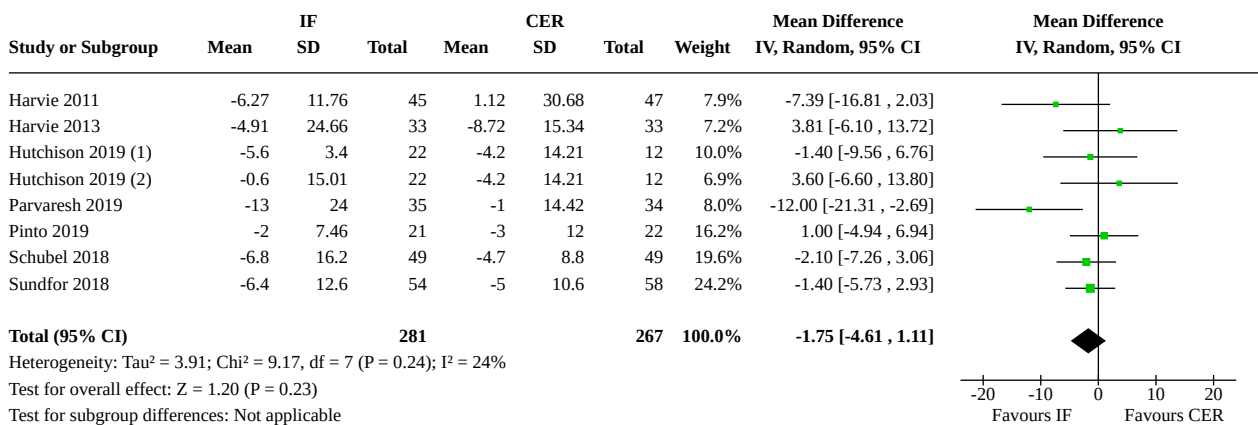 IF CER Mean Difference Mean Difference
Study or Subgroup Mean SD Total Mean SD Total Weight IV, Random, 95% CI IV, Random, 95% CI
Harvie 2011 -6.27 11.76 45 1.12 30.68 47 7.9% -7.39 [-16.81 , 2.03]
Harvie 2013 -4.91 24.66 33 -8.72 15.34 33 7.2% 3.81 [-6.10 , 13.72]
Hutchison 2019 (1) -5.6 3.4 22 -4.2 14.21 12 10.0% -1.40 [-9.56 , 6.76]
Hutchison 2019 (2) -0.6 15.01 22 -4.2 14.21 12 6.9% 3.60 [-6.60 , 13.80]
Parvaresh 2019 -13 24 35 -1 14.42 34 8.0% -12.00 [-21.31 , -2.69]
Pinto 2019 -2 7.46 21 -3 12 22 16.2% 1.00 [-4.94 , 6.94]
Schubel 2018 -6.8 16.2 49 -4.7 8.8 49 19.6% -2.10 [-7.26 , 3.06]
Sundfor 2018 -6.4 12.6 54 -5 10.6 58 24.2% -1.40 [-5.73 , 2.93]
Total (95% CI) 281 267 100.0% -1.75 [-4.61 , 1.11]
Heterogeneity: Tau² = 3.91; Chi² = 9.17, df = 7 (P = 0.24); I² = 24%
Test for overall effect: Z = 1.20 (P = 0.23) -20 -10 0 10 20
Test for subgroup differences: Not applicable Favours IF Favours CER